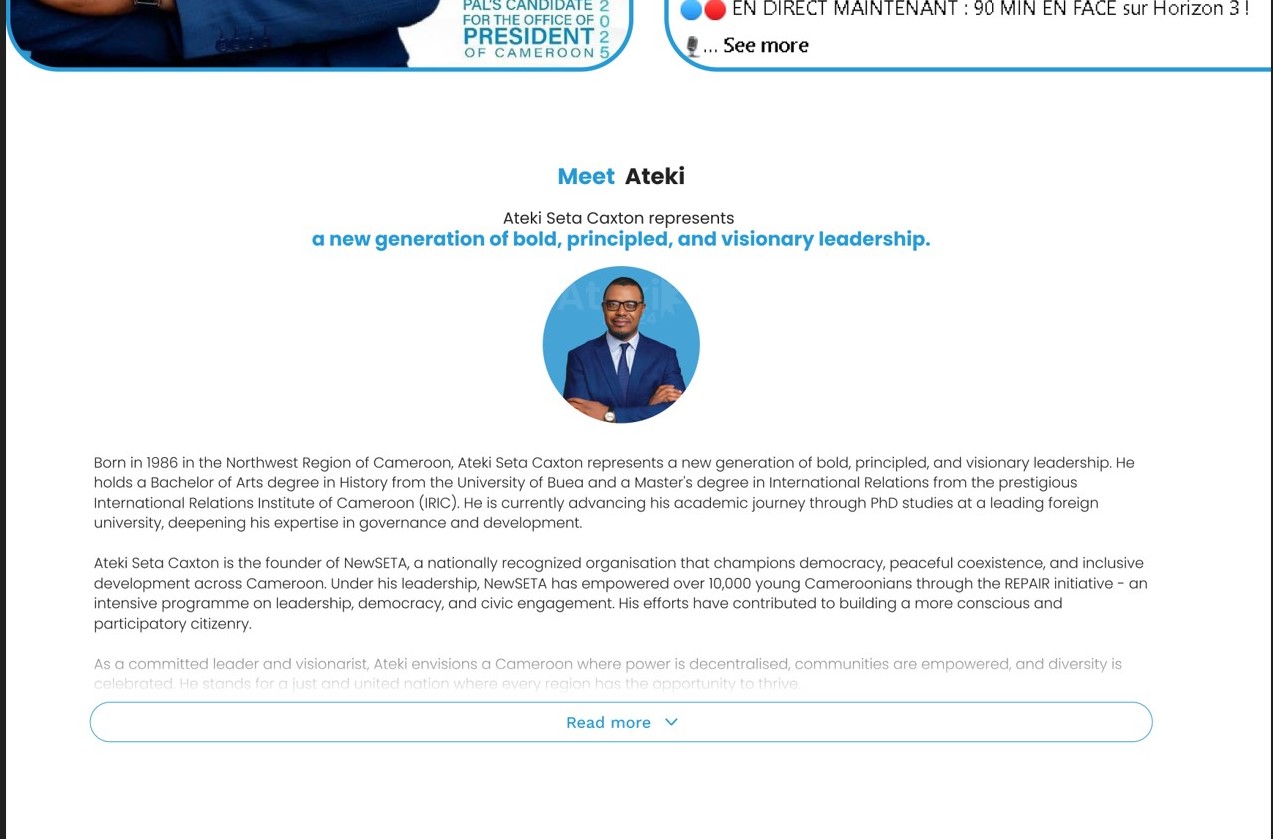 PAL'S CANDIDATE
FOR THE OFFICE OF
PRESIDENT
OF CAMEROON
2025
EN DIRECT MAINTENANT : 90 MIN EN FACE sur Horizon 3 !
... See more
Meet Ateki
Ateki Seta Caxton represents
a new generation of bold, principled, and visionary leadership.
Born in 1986 in the Northwest Region of Cameroon, Ateki Seta Caxton represents a new generation of bold, principled, and visionary leadership. He
holds a Bachelor of Arts degree in History from the University of Buea and a Master's degree in International Relations from the prestigious
International Relations Institute of Cameroon (IRIC). He is currently advancing his academic journey through PhD studies at a leading foreign
university, deepening his expertise in governance and development.
Ateki Seta Caxton is the founder of NewSETA, a nationally recognized organisation that champions democracy, peaceful coexistence, and inclusive
development across Cameroon. Under his leadership, NewSETA has empowered over 10,000 young Cameroonians through the REPAIR initiative - an
intensive programme on leadership, democracy, and civic engagement. His efforts have contributed to building a more conscious and
participatory citizenry.
As a committed leader and visionarist, Ateki envisions a Cameroon where power is decentralised, communities are empowered, and diversity is
celebrated. He stands for a just and united nation where every region has the opportunity to thrive.
Read more